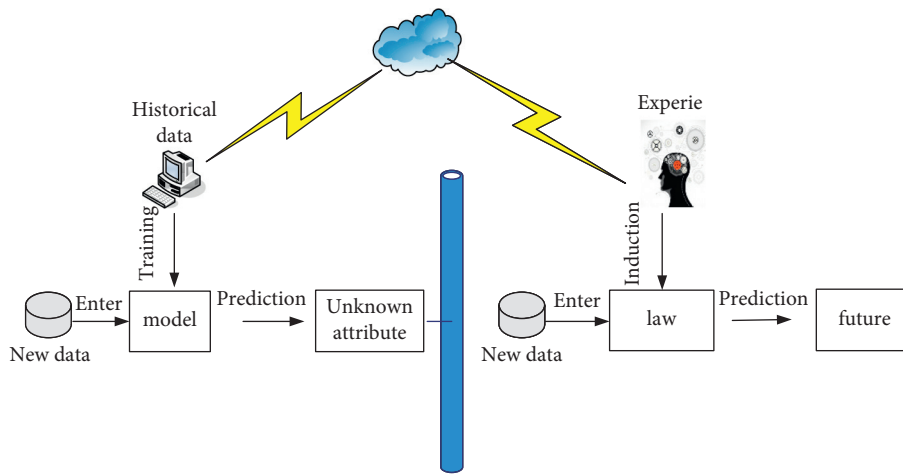 Historical
data
Training
Enter
New data
model
Prediction
Unknown
attribute
Experie
Induction
Enter
New data
law
Prediction
future